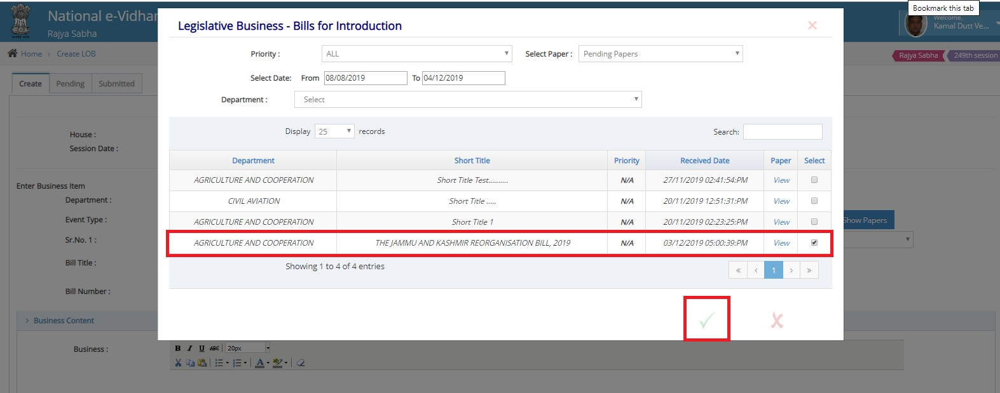 Bookmark this tab
National e-Vidhan
Rajya Sabha
Welcome,
Kamal Dutt Ve...
Home > Create LOB
Rajya Sabha 249th session
Create Pending Submitted
House :
Session Date :
Enter Business Item
Department :
Event Type :
Show Papers
Sr.No. 1 :
Bill Title :
Bill Number :
> Business Content
Business :
B I U ABC 20px
Legislative Business - Bills for Introduction
Priority : ALL Select Paper : Pending Papers
Select Date: From 08/08/2019 To 04/12/2019
Department : Select
Display 25 records Search:
Department Short Title Priority Received Date Paper Select
AGRICULTURE AND COOPERATION Short Title Test.......... N/A 27/11/2019 02:41:54:PM View
CIVIL AVIATION Short Title ..... N/A 20/11/2019 12:51:31:PM View
AGRICULTURE AND COOPERATION Short Title 1 N/A 20/11/2019 02:23:25:PM View
AGRICULTURE AND COOPERATION THE JAMMU AND KASHMIR REORGANISATION BILL, 2019 N/A 03/12/2019 05:00:39:PM View
Showing 1 to 4 of 4 entries
« ‹ 1 › »